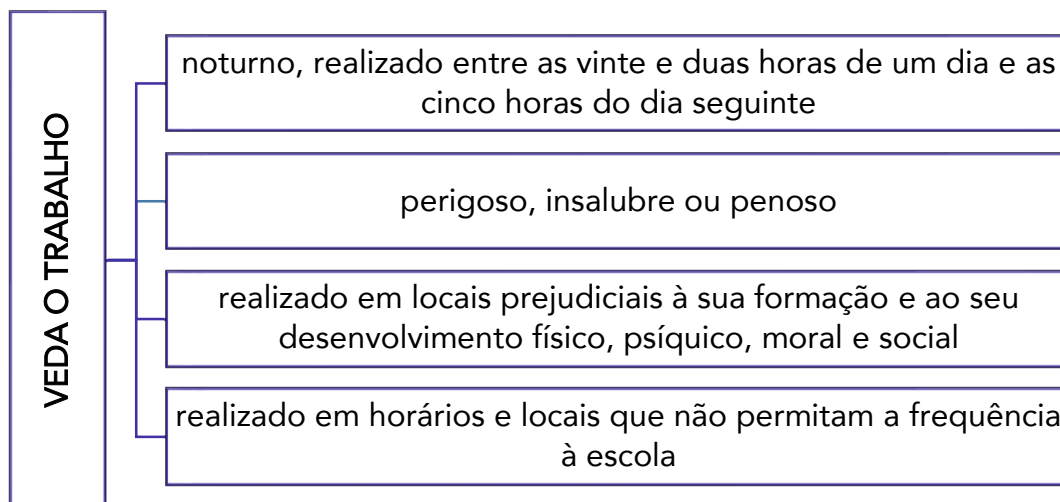 VEDA O TRABALHO
noturno, realizado entre as vinte e duas horas de um dia e as
cinco horas do dia seguinte
perigoso, insalubre ou penoso
realizado em locais prejudiciais à sua formação e ao seu
desenvolvimento físico, psíquico, moral e social
realizado em horários e locais que não permitam a frequência
à escola